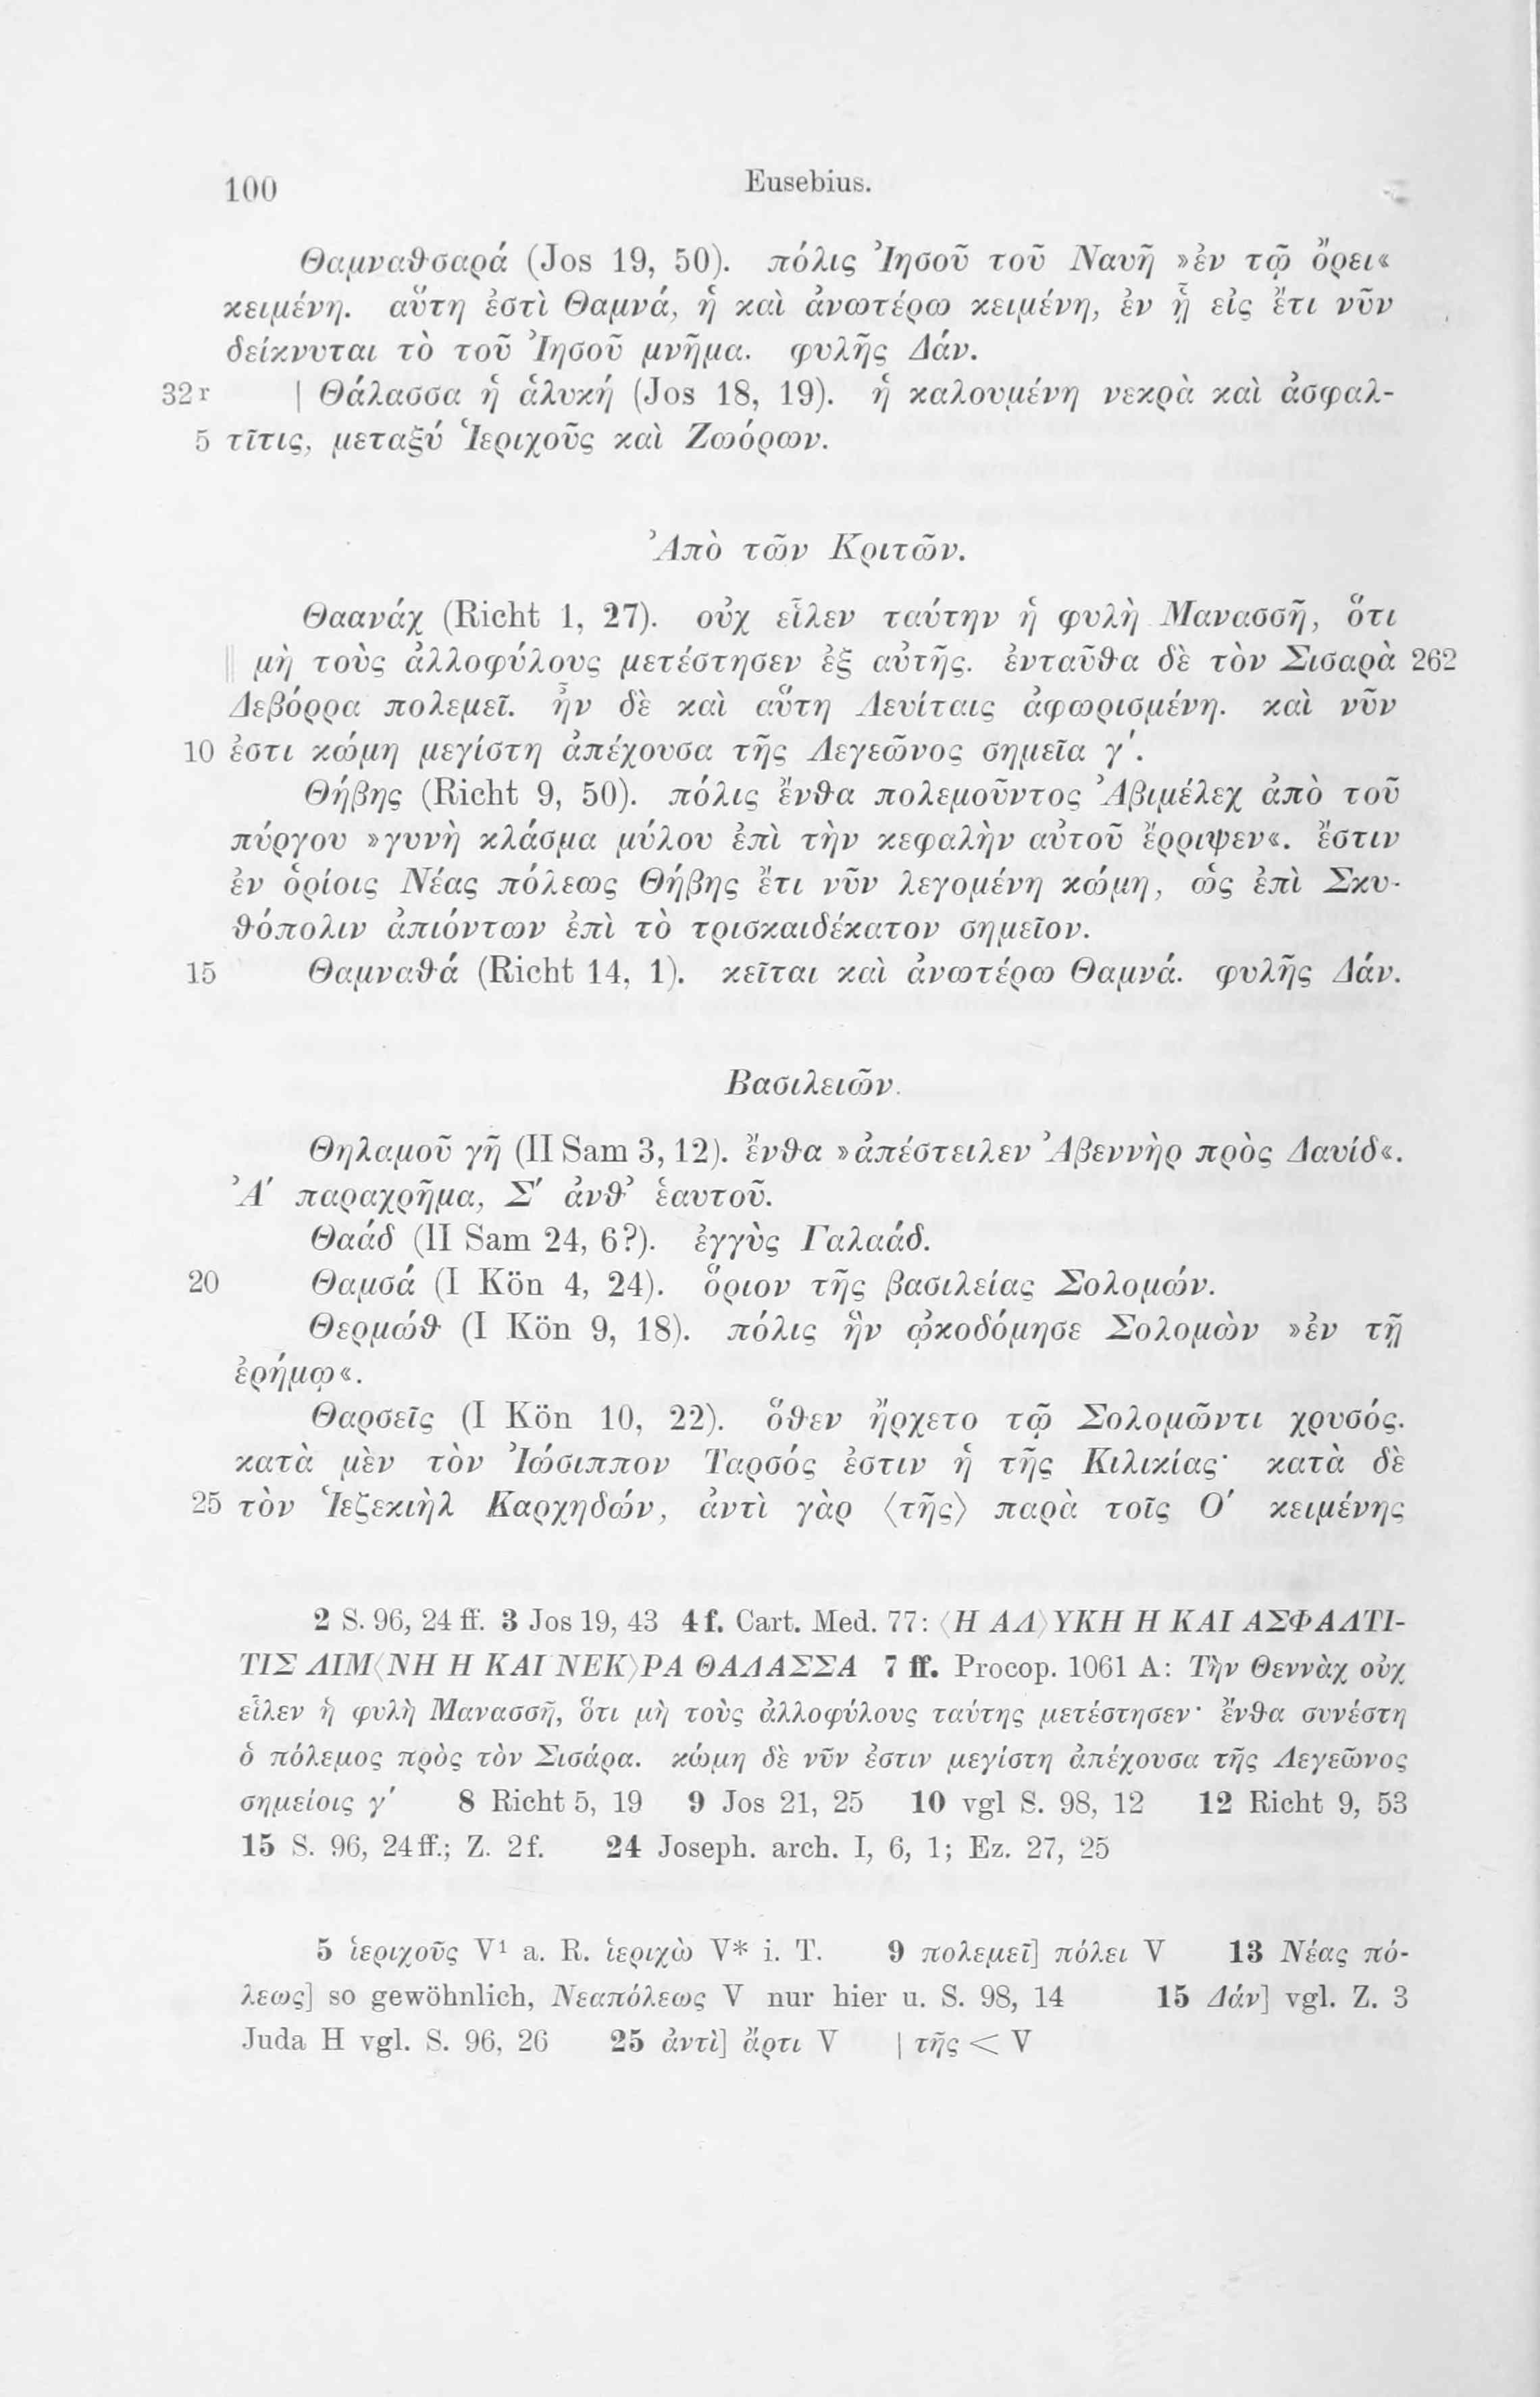 100
Eusebius.
Θαμναθσαρά (Jos 19, 50). πόλις Ἰησοῦ τοῦ Ναυῆ »ἐν τῷ ὄρει«
κειμένη. αὕτη ἐστὶ Θαμνά, ἡ καὶ ἀνωτέρω κειμένη, ἐν ᾗ εἰς ἔτι νῦν
δείκνυται τὸ τοῦ Ἰησοῦ μνῆμα. φυλῆς Δάν.
32 r | Θάλασσα ἡ ἁλυκή (Jos 18, 19). ἡ καλουμένη νεκρὰ καὶ ἀσφαλ-
5 τῖτις, μεταξύ Ἱεριχοῦς καὶ Ζωόρων.
Ἀπὸ τῶν Κριτῶν.
Θαανάχ (Richt 1, 27). οὐχ εἷλεν ταύτην ἡ φυλὴ Μανασσῆ, ὅτι
‖ μὴ τοὺς ἀλλοφύλους μετέστησεν ἐξ αὐτῆς. ἐνταῦθα δὲ τὸν Σισαρὰ 262
Δεβόρρα πολεμεῖ. ἦν δὲ καὶ αὕτη Λευίταις ἀφωρισμένη. καὶ νῦν
10 ἐστι κώμη μεγίστη ἀπέχουσα τῆς Λεγεῶνος σημεῖα γʹ.
Θήβης (Richt 9, 50). πόλις ἔνθα πολεμοῦντος Ἀβιμέλεχ ἀπὸ τοῦ
πύργου »γυνὴ κλάσμα μύλου ἐπὶ τὴν κεφαλὴν αὐτοῦ ἔρριψεν«. ἔστιν
ἐν ὁρίοις Νέας πόλεως Θήβης ἔτι νῦν λεγομένη κώμη, ὡς ἐπὶ Σκυ-
θόπολιν ἀπιόντων ἐπὶ τὸ τρισκαιδέκατον σημεῖον.
15 Θαμναθά (Richt 14, 1). κεῖται καὶ ἀνωτέρω Θαμνά. φυλῆς Δάν.
Βασιλειῶν.
Θηλαμοῦ γῆ (II Sam 3, 12). ἔνθα »ἀπέστειλεν Ἀβεννὴρ πρὸς Δαυίδ«.
Ἀʹ παραχρῆμα, Σʹ ἀνθ᾽ ἑαυτοῦ.
Θαάδ (II Sam 24, 6?). ἐγγὺς Γαλαάδ.
20 Θαμσά (I Kön 4, 24). ὅριον τῆς βασιλείας Σολομών.
Θερμώθ (I Kön 9, 18). πόλις ἣν ᾠκοδόμησε Σολομὼν »ἐν τῇ
ἐρήμῳ«.
Θαρσεῖς (I Kön 10, 22). ὅθεν ἤρχετο τῷ Σολομῶντι χρυσός.
κατὰ μὲν τὸν Ἰώσιππον Ταρσός ἐστιν ἡ τῆς Κιλικίας· κατὰ δὲ
25 τὸν Ἱεζεκιὴλ Καρχηδών, ἀντὶ γὰρ ⟨τῆς⟩ παρὰ τοῖς Οʹ κειμένης
2 S. 96, 24 ff. 3 Jos 19, 43 4 f. Cart. Med. 77: ⟨Η ΑΛ⟩ΥΚΗ Η ΚΑΙ ΑΣΦΑΛΤΙ-
ΤΙΣ ΛΙΜ⟨ΝΗ Η ΚΑΙ ΝΕΚ⟩ΡΑ ΘΑΛΑΣΣΑ 7 ff. Procop. 1061 A: Τὴν Θεννὰχ οὐχ
εἷλεν ἡ φυλὴ Μανασσῆ, ὅτι μὴ τοὺς ἀλλοφύλους ταύτης μετέστησεν· ἔνθα συνέστη
ὁ πόλεμος πρὸς τὸν Σισάρα. κώμη δὲ νῦν ἐστιν μεγίστη ἀπέχουσα τῆς Λεγεῶνος
σημείοις γʹ 8 Richt 5, 19 9 Jos 21, 25 10 vgl S. 98, 12 12 Richt 9, 53
15 S. 96, 24 ff.; Z. 2 f. 24 Joseph. arch. I, 6, 1; Ez. 27, 25
5 ἱεριχοῦς V¹ a. R. ἱεριχὼ V* i. T. 9 πολεμεῖ] πόλει V 13 Νέας πό-
λεως] so gewöhnlich, Νεαπόλεως V nur hier u. S. 98, 14 15 Δάν] vgl. Z. 3
Juda H vgl. S. 96, 26 25 ἀντὶ] ἄρτι V | τῆς < V